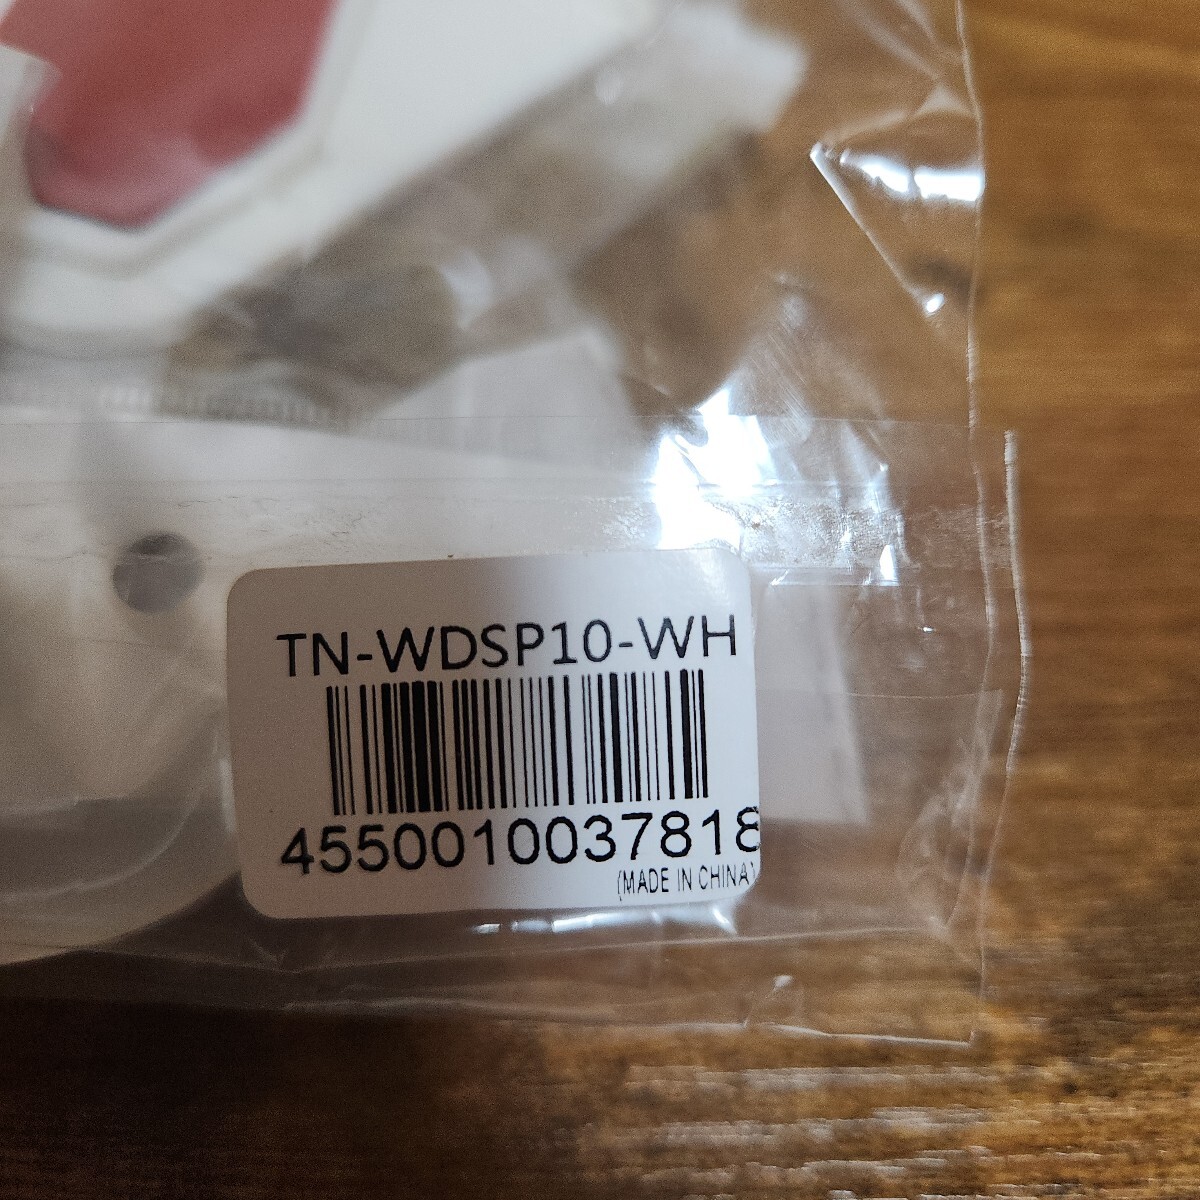 TN-WDSP10-WH
4550010037818
(MADE IN CHINA)